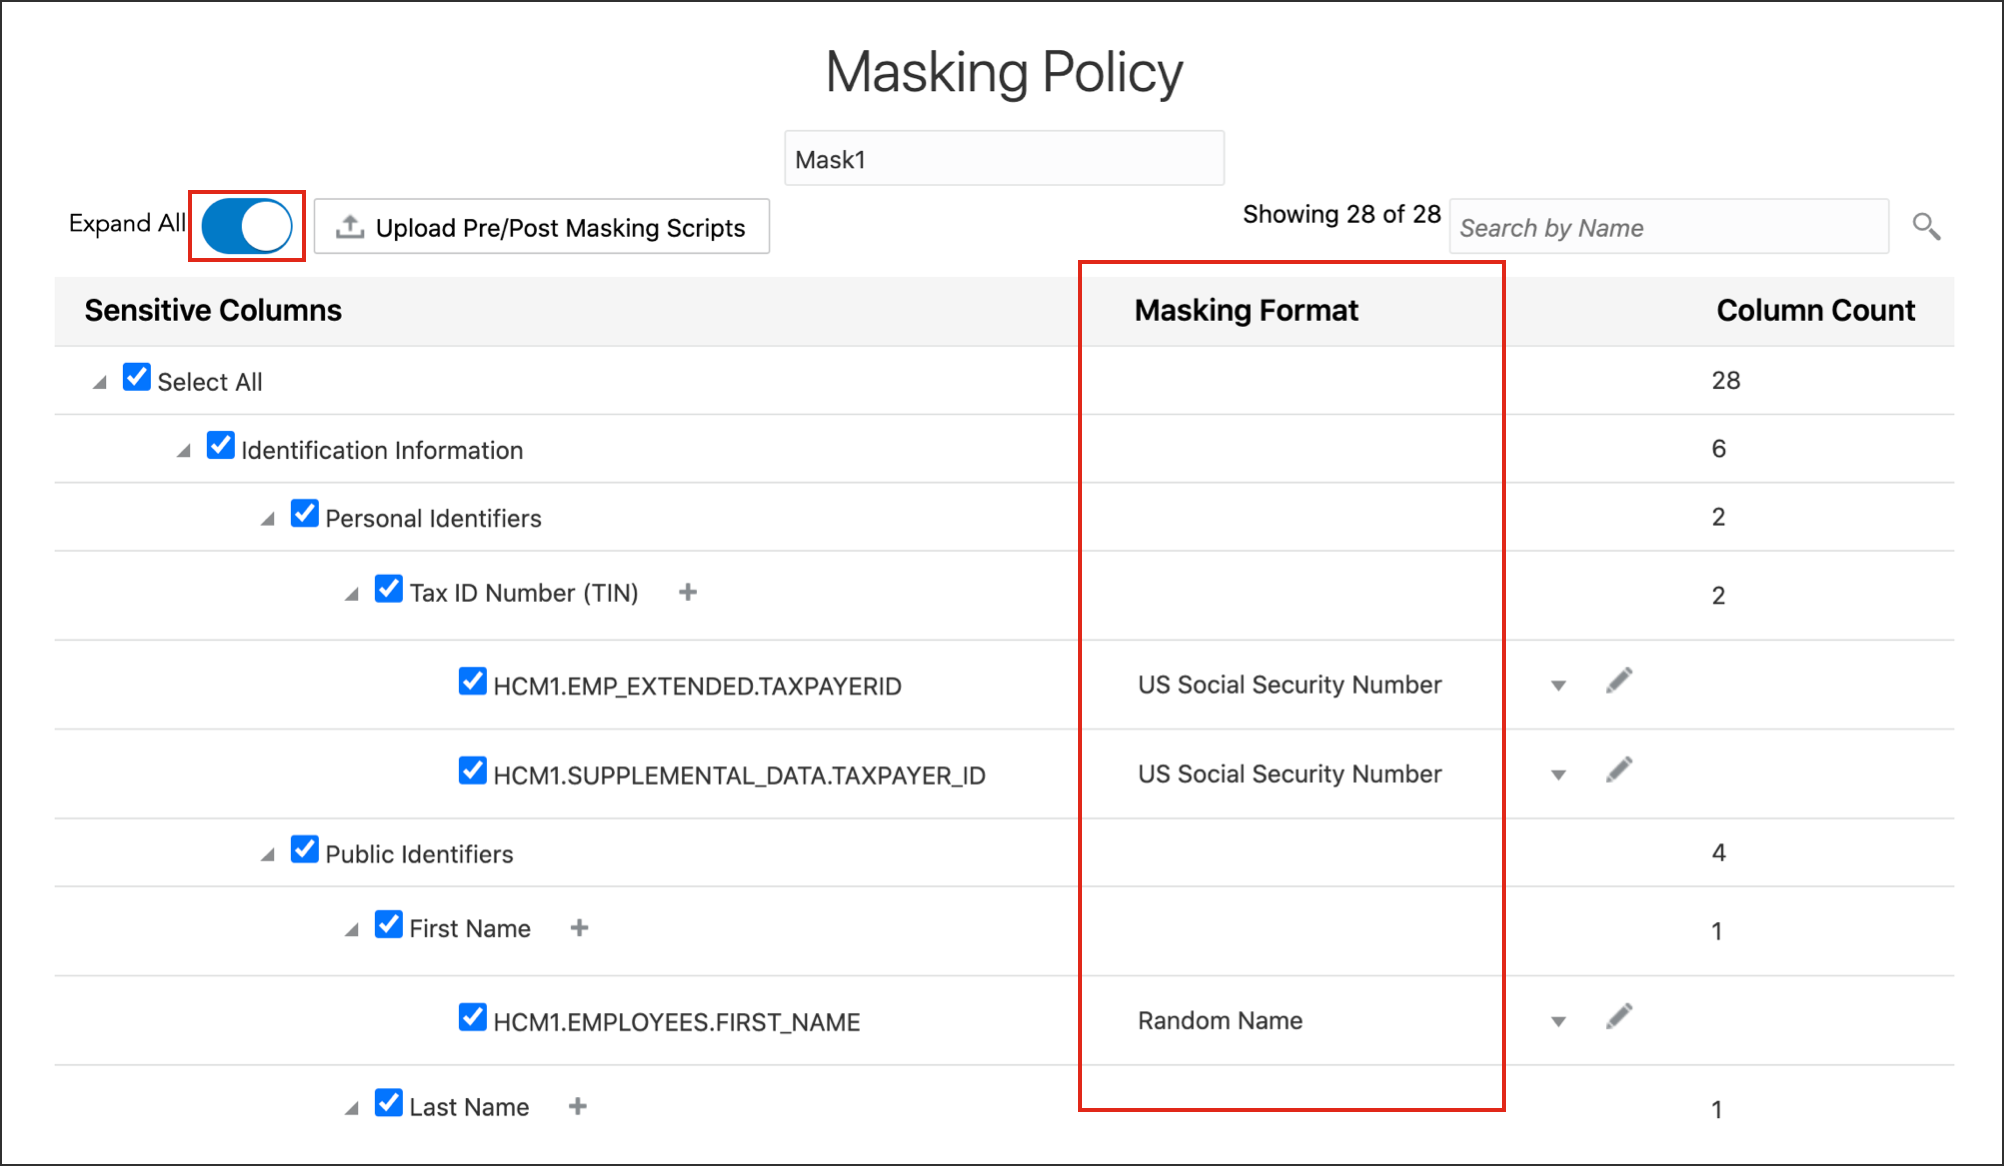 Masking Policy
Mask1
Expand All
Upload Pre/Post Masking Scripts
Showing 28 of 28
Search by Name
Sensitive Columns Masking Format Column Count
Select All 28
Identification Information 6
Personal Identifiers 2
Tax ID Number (TIN) + 2
HCM1.EMP_EXTENDED.TAXPAYERID US Social Security Number
HCM1.SUPPLEMENTAL_DATA.TAXPAYER_ID US Social Security Number
Public Identifiers 4
First Name + 1
HCM1.EMPLOYEES.FIRST_NAME Random Name
Last Name + 1